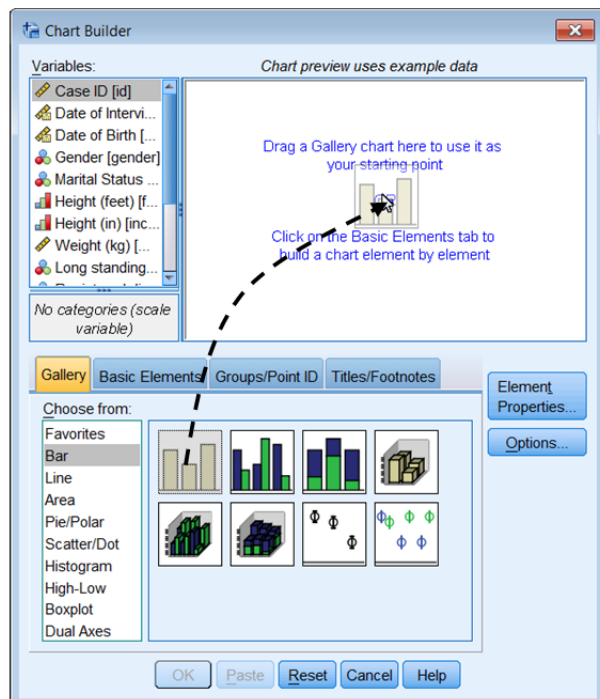 Chart Builder
Variables:
Chart preview uses example data
Case ID [id]
Date of Intervi...
Date of Birth [...
Gender [gender]
Marital Status ...
Height (feet) [f...
Height (in) [inc...
Weight (kg) [...
Long standing...
Drag a Gallery chart here to use it as
your starting point
Click on the Basic Elements tab to
build a chart element by element
No categories (scale
variable)
Gallery
Basic Elements
Groups/Point ID
Titles/Footnotes
Element
Properties...
Options...
Choose from:
Favorites
Bar
Line
Area
Pie/Polar
Scatter/Dot
Histogram
High-Low
Boxplot
Dual Axes
OK
Paste
Reset
Cancel
Help